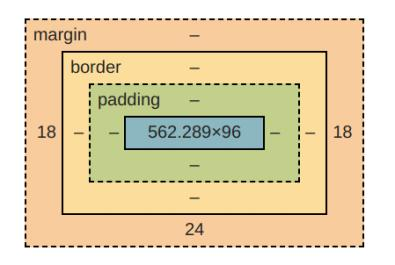 margin –
border –
padding –
18 – – 562.289×96 – – 18
–
–
24